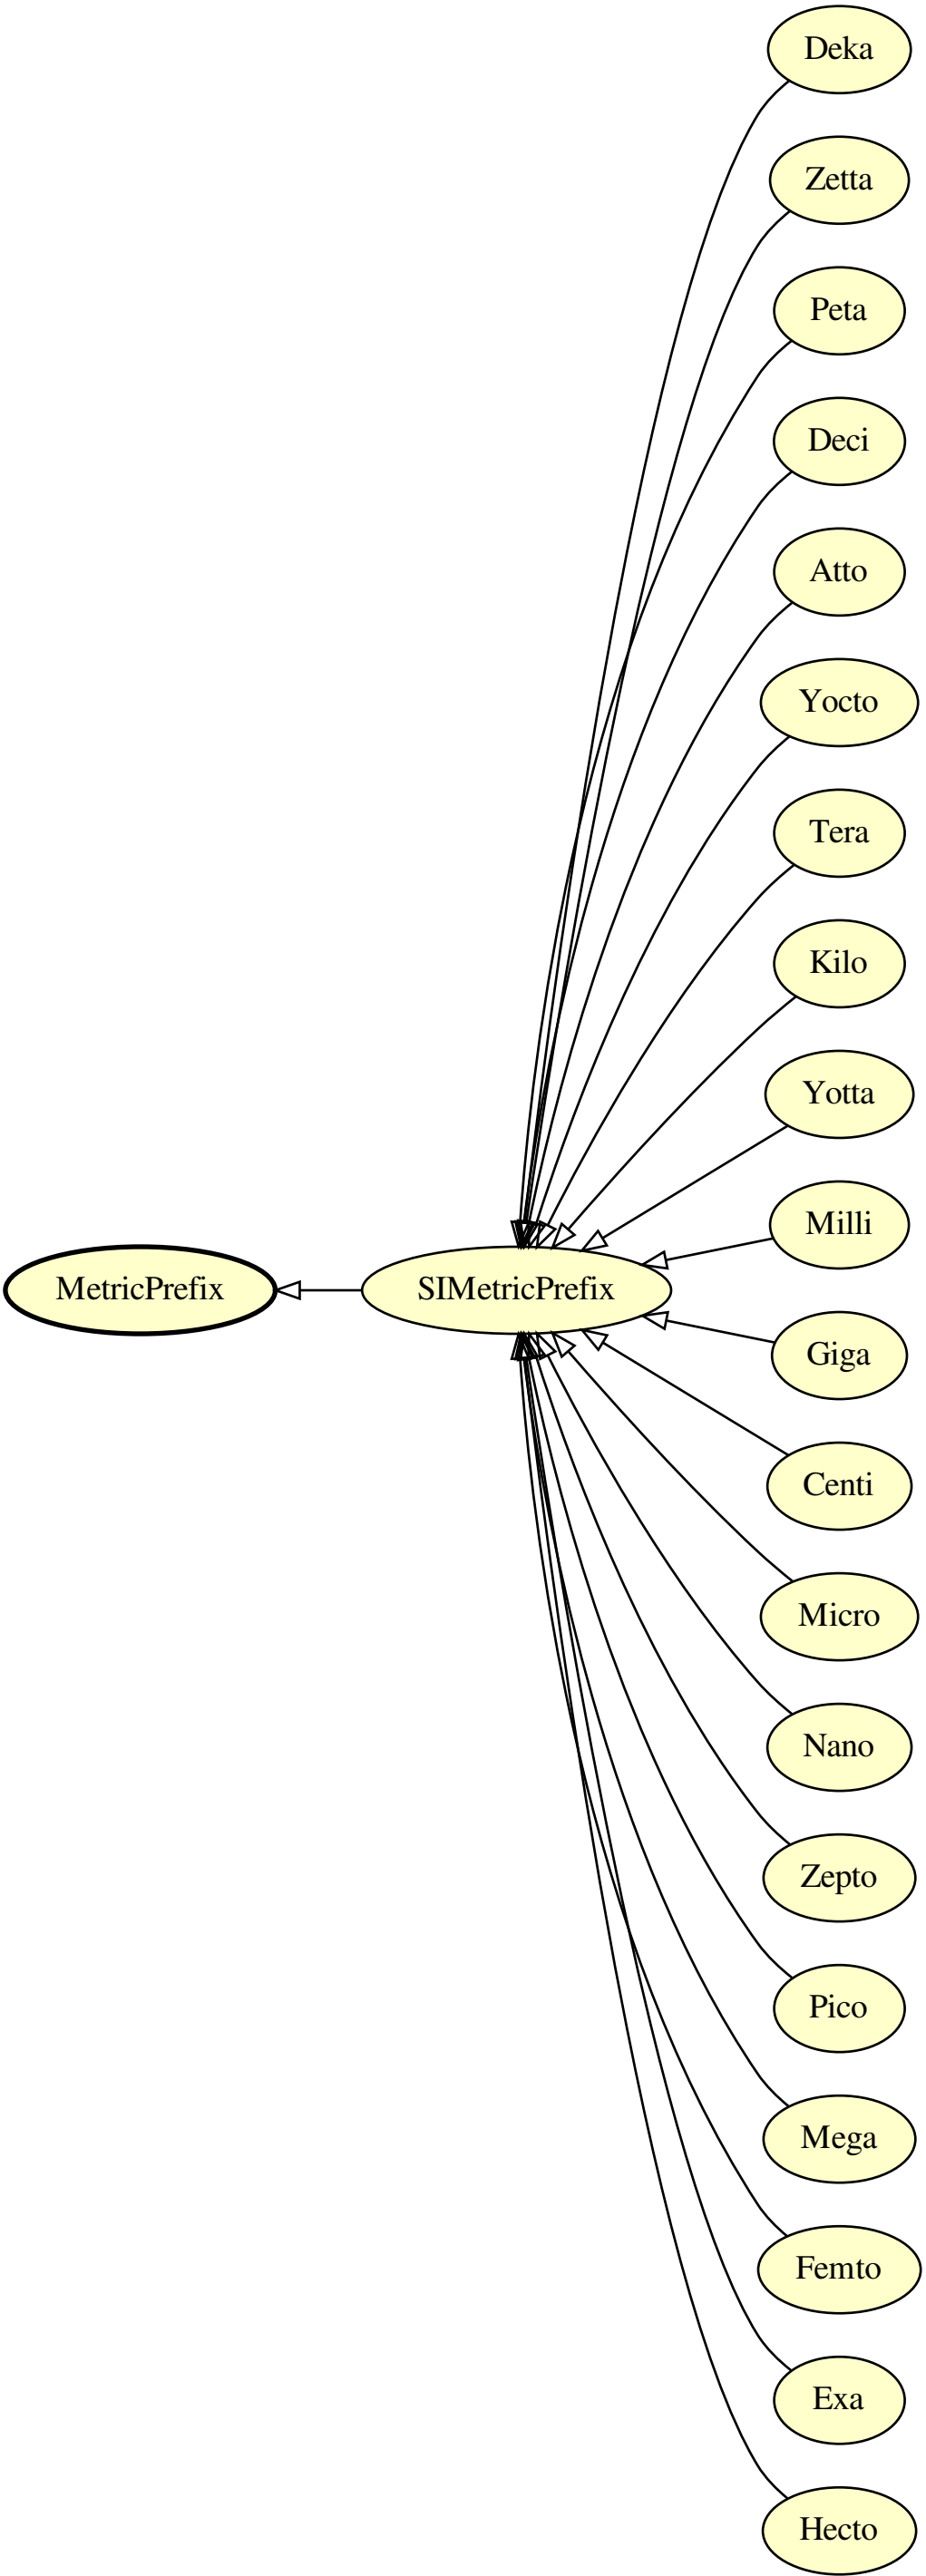 Deka
Zetta
Peta
Deci
Atto
Yocto
Tera
Kilo
Yotta
Milli
MetricPrefix
SIMetricPrefix
Giga
Centi
Micro
Nano
Zepto
Pico
Mega
Femto
Exa
Hecto